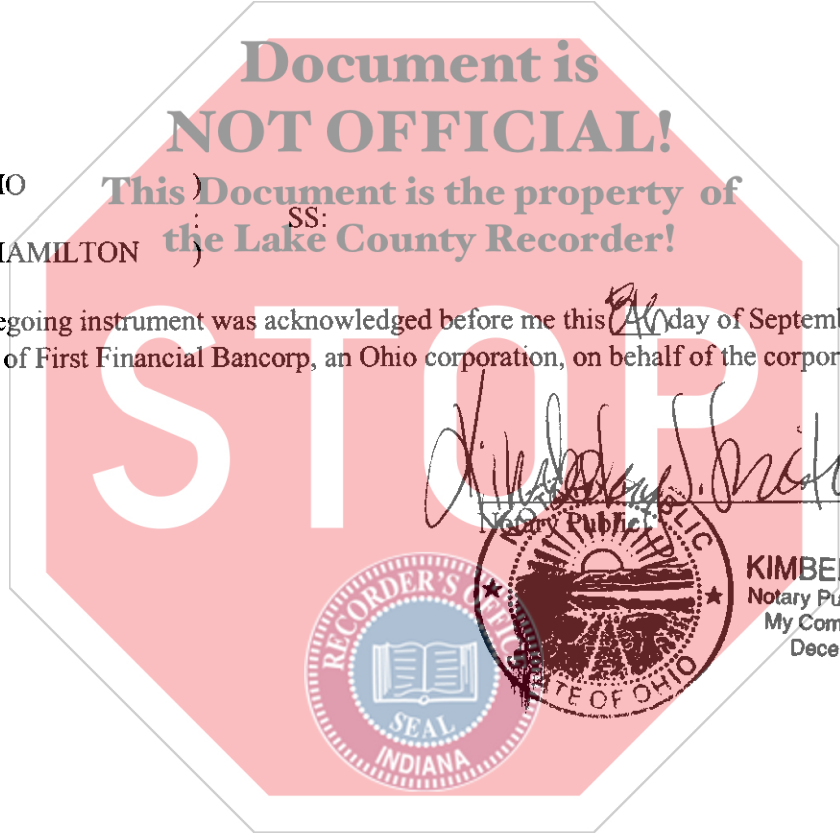 Document is
NOT OFFICIAL!
This Document is the property of
the Lake County Recorder!
IO )
: SS:
HAMILTON )
egoing instrument was acknowledged before me this day of Septemb
of First Financial Bancorp, an Ohio corporation, on behalf of the corpor
STOP
Notary Public
NOTARY PUBLIC
STATE OF OHIO
KIMBE
Notary Pu
My Com
Dece
RECORDER'S OFFICE
SEAL
INDIANA